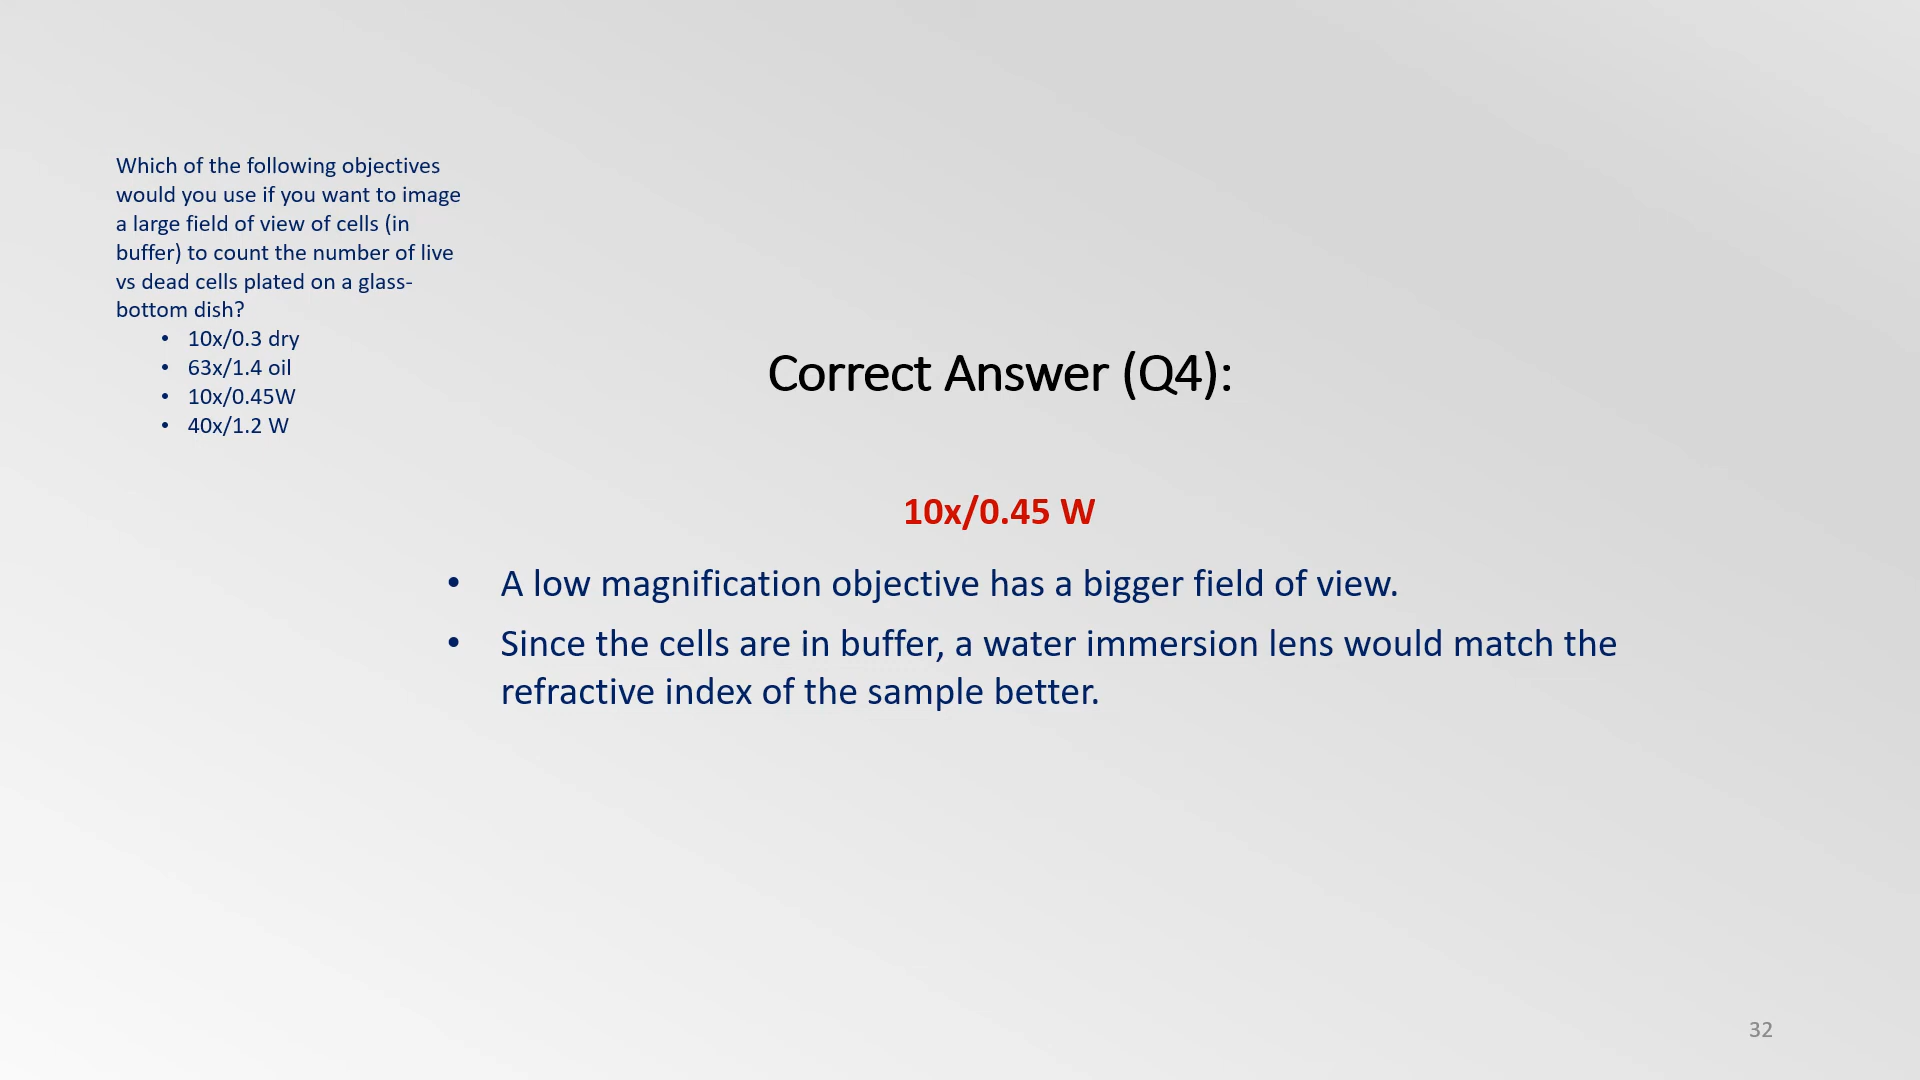 Which of the following objectives
would you use if you want to image
a large field of view of cells (in
buffer) to count the number of live
vs dead cells plated on a glass-
bottom dish?
• 10x/0.3 dry
• 63x/1.4 oil
• 10x/0.45W
• 40x/1.2 W
Correct Answer (Q4):
10x/0.45 W
• A low magnification objective has a bigger field of view.
• Since the cells are in buffer, a water immersion lens would match the
refractive index of the sample better.
32